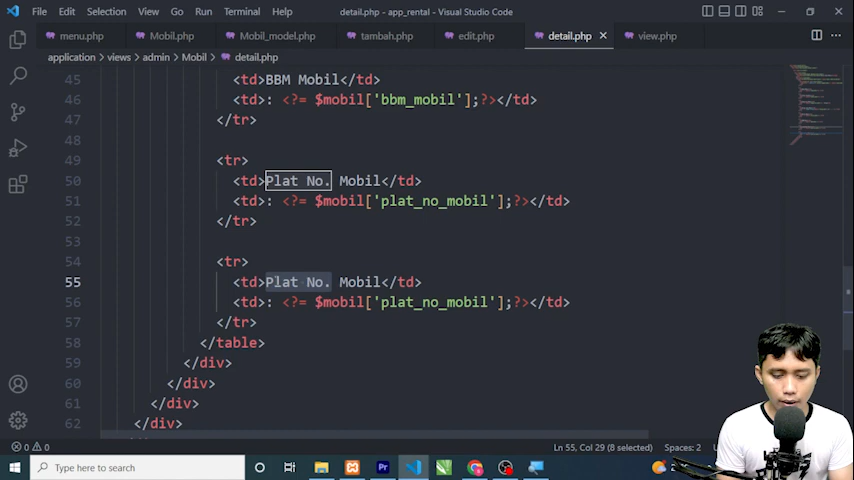 File Edit Selection View Go Run Terminal Help detail.php - app_rental - Visual Studio Code
menu.php Mobil.php Mobil_model.php tambah.php edit.php detail.php view.php
application > views > admin > Mobil > detail.php
45 <td>BBM Mobil</td>
46 <td>: <?= $mobil['bbm_mobil'];?></td>
47 </tr>
48
49 <tr>
50 <td>Plat No. Mobil</td>
51 <td>: <?= $mobil['plat_no_mobil'];?></td>
52 </tr>
53
54 <tr>
55 <td>Plat No. Mobil</td>
56 <td>: <?= $mobil['plat_no_mobil'];?></td>
57 </tr>
58 </table>
59 </div>
60 </div>
61 </div>
62 </div>
0 0 Ln 55, Col 29 (8 selected) Spaces: 2
Type here to search